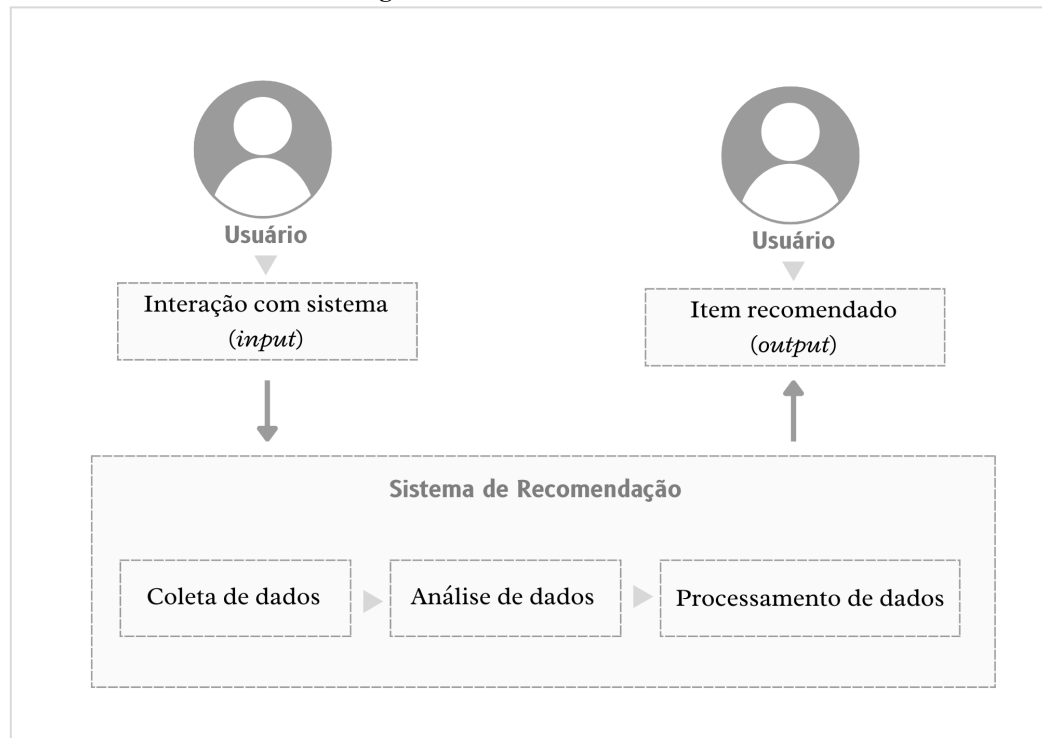 Usuário
Interação com sistema
(input)
Usuário
Item recomendado
(output)
Sistema de Recomendação
Coleta de dados
Análise de dados
Processamento de dados